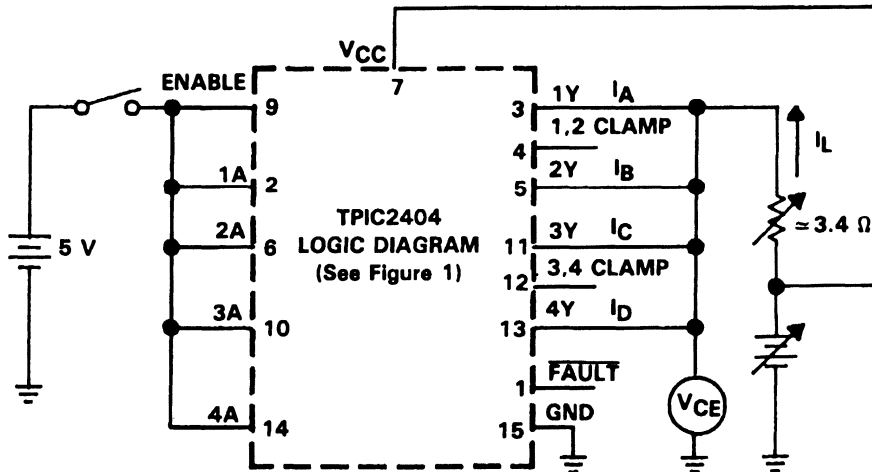 VCC
7
ENABLE
9
3
1Y
IA
1,2 CLAMP
4
IL
1A
2
5
2Y
IB
TPIC2404
LOGIC DIAGRAM
(See Figure 1)
≃3.4 Ω
5 V
2A
6
11
3Y
IC
3,4 CLAMP
12
3A
10
13
4Y
ID
FAULT
1
GND
15
4A
14
VCE